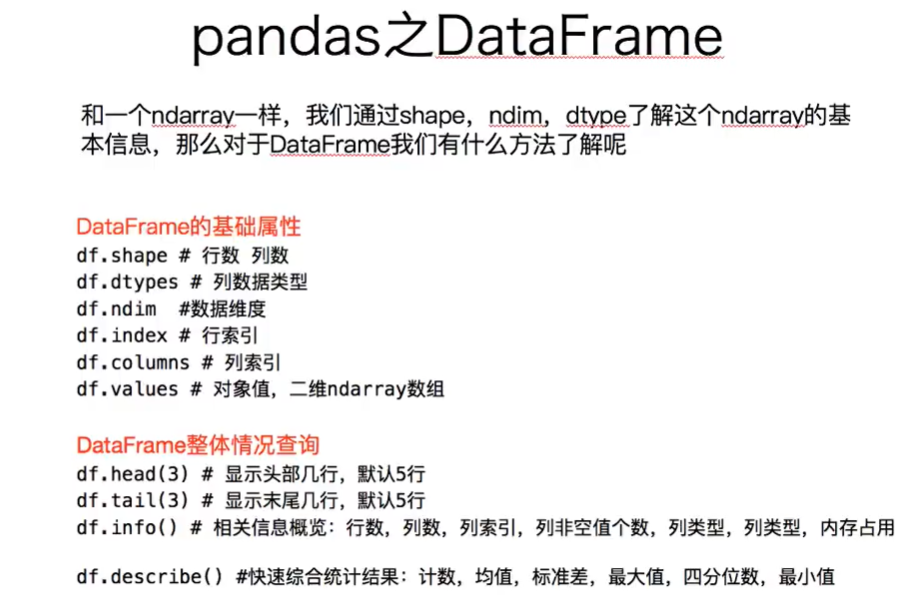 pandas之DataFrame
和一个ndarray一样，我们通过shape，ndim，dtype了解这个ndarray的基
本信息，那么对于DataFrame我们有什么方法了解呢
DataFrame的基础属性
df.shape # 行数 列数
df.dtypes # 列数据类型
df.ndim  #数据维度
df.index # 行索引
df.columns # 列索引
df.values # 对象值，二维ndarray数组
DataFrame整体情况查询
df.head(3) # 显示头部几行，默认5行
df.tail(3) # 显示末尾几行，默认5行
df.info() # 相关信息概览：行数，列数，列索引，列非空值个数，列类型，列类型，内存占用
df.describe() #快速综合统计结果：计数，均值，标准差，最大值，四分位数，最小值